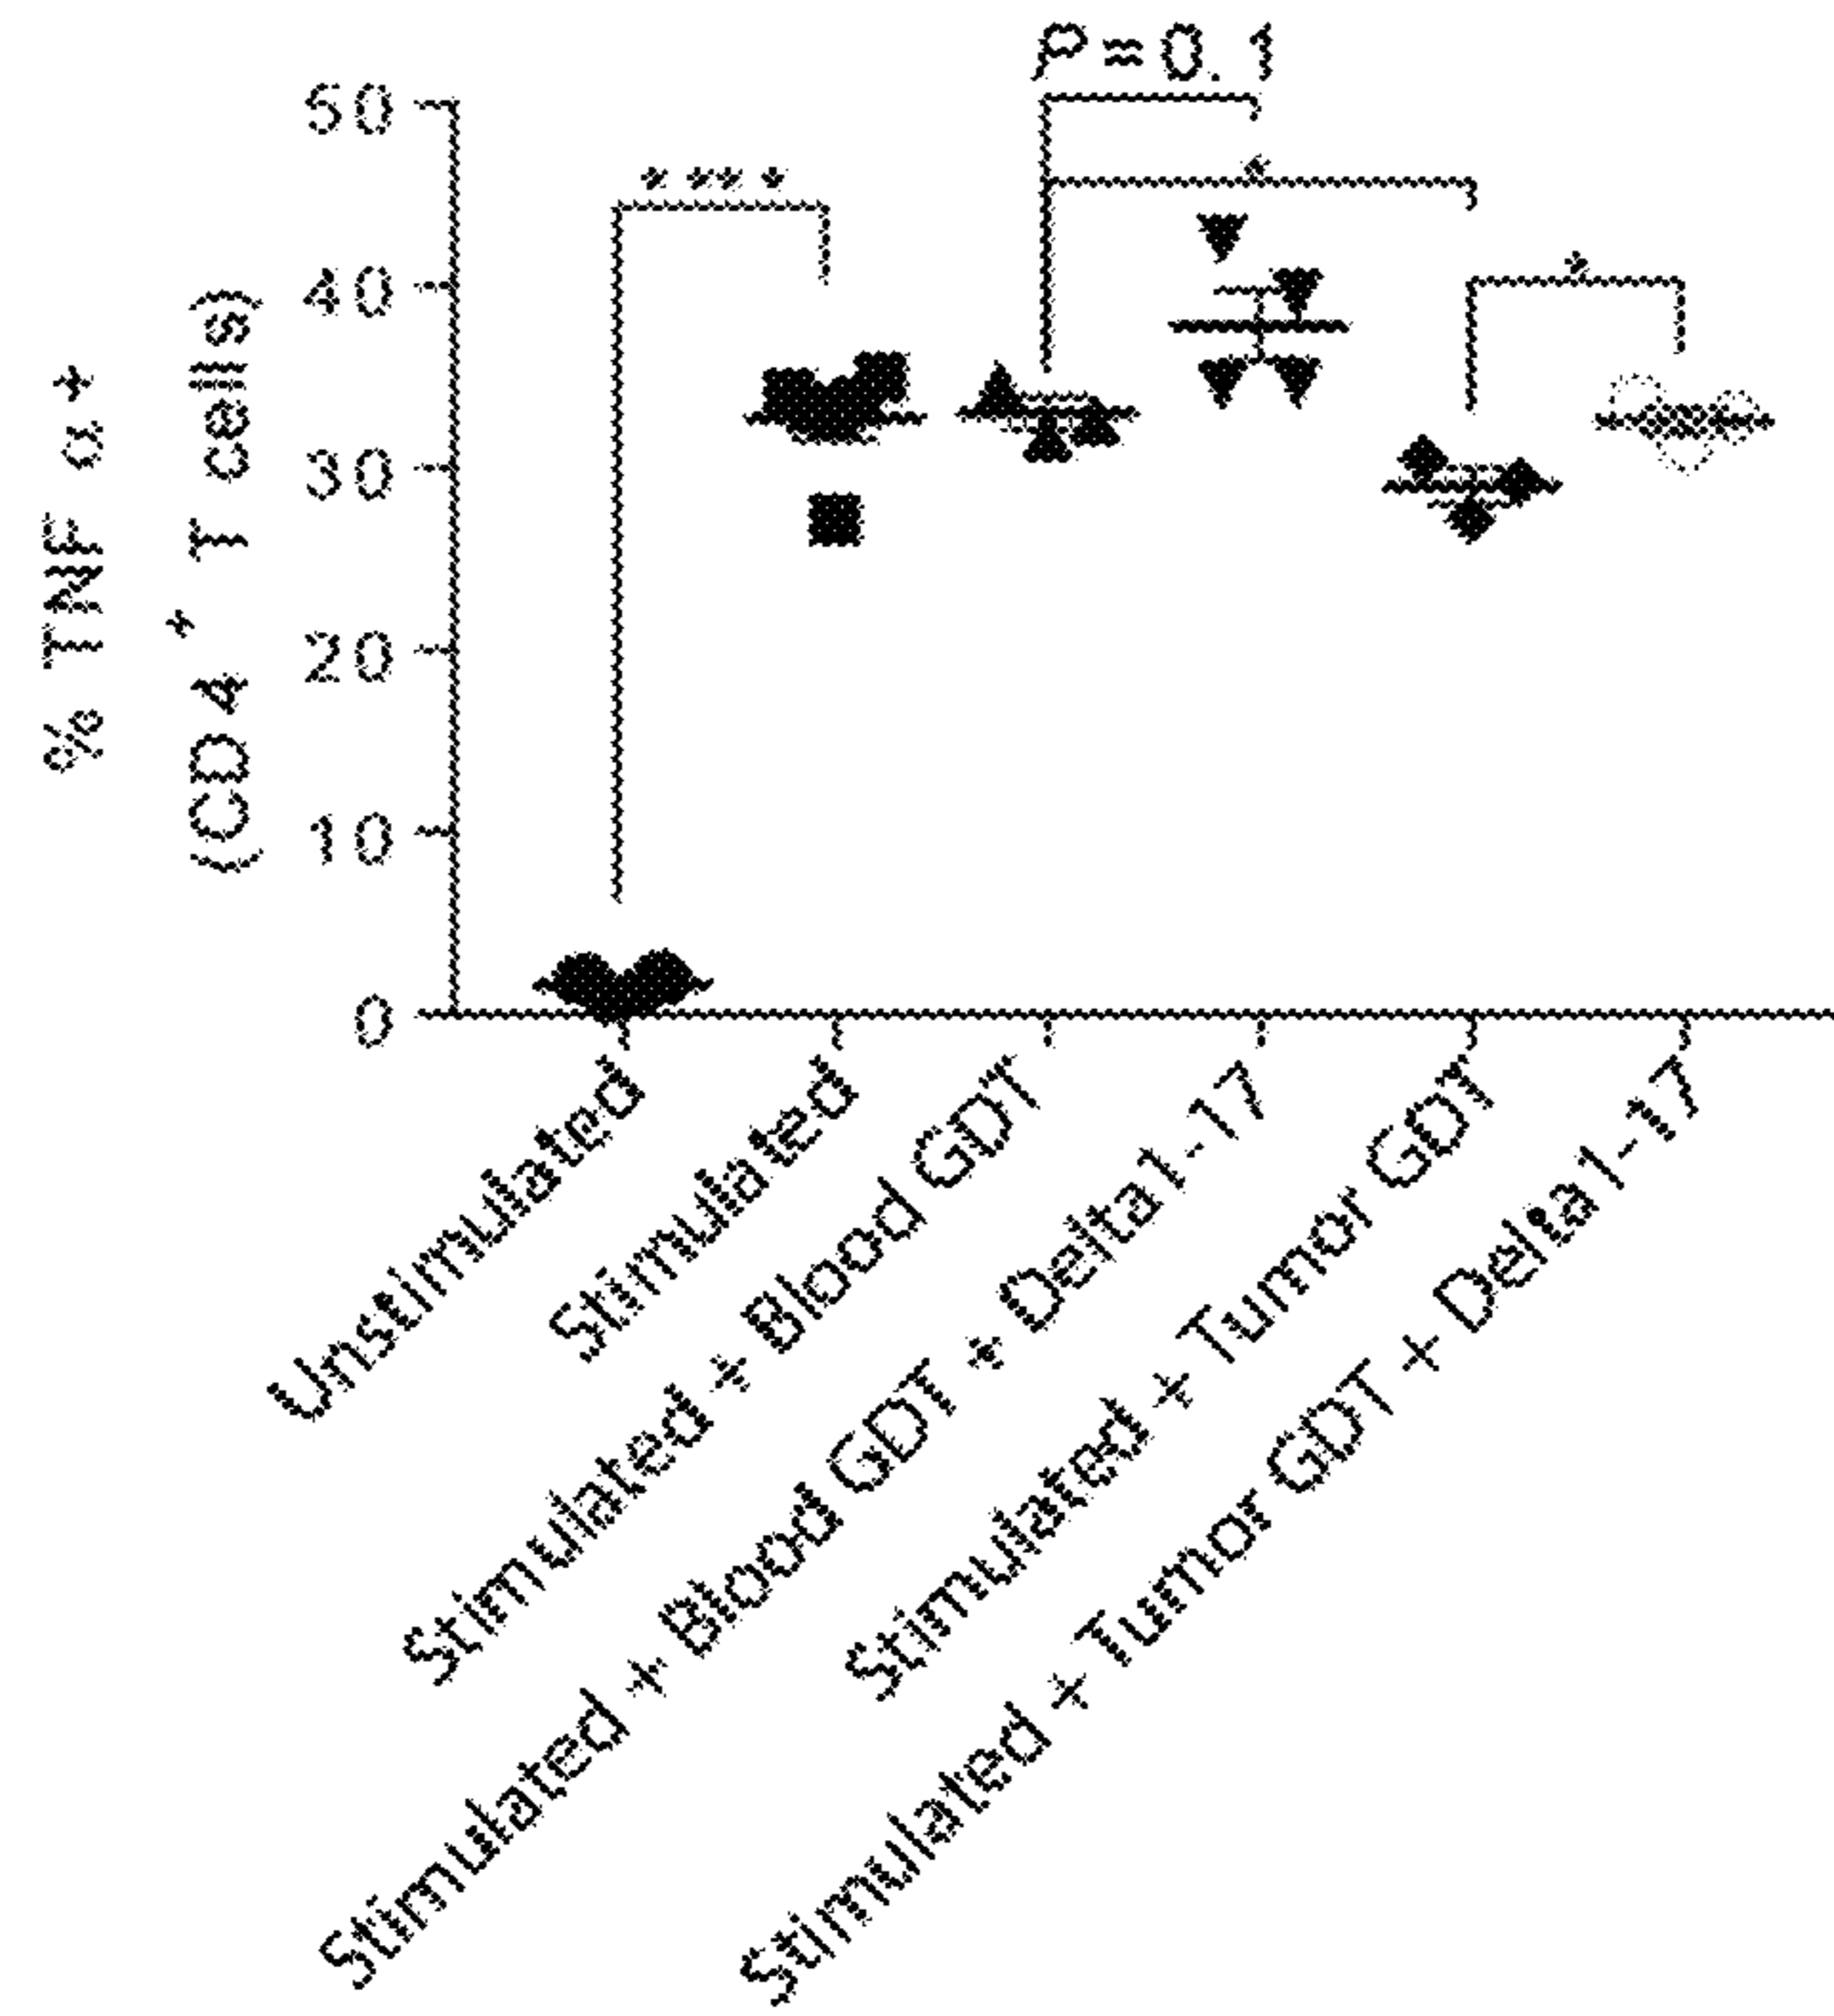 P=0.1
****
*
*
% TNFα+
(CD4+ T cells)
50
40
30
20
10
0
Unstimulated
Stimulated
Stimulated + Blood GDT
Stimulated + Blood GDT + Delta1-17
Stimulated + Tumor GDT
Stimulated + Tumor GDT + Delta1-17